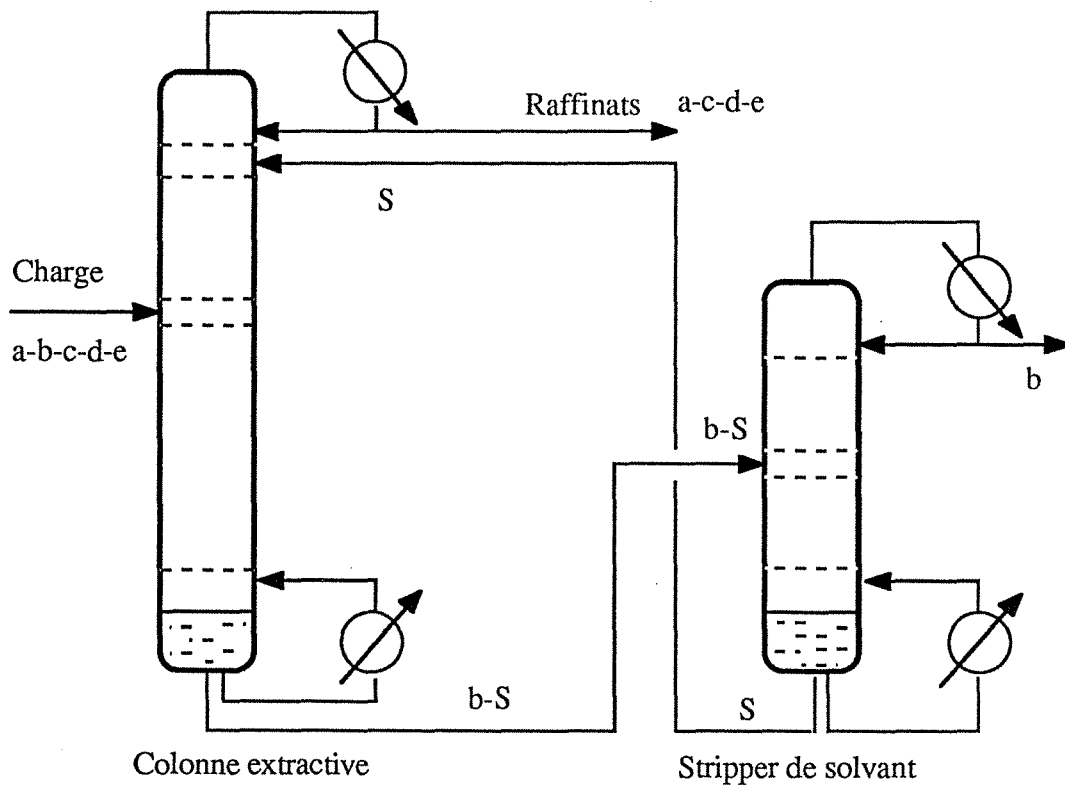 Raffinats a-c-d-e
S
Charge
a-b-c-d-e
b
b-S
b-S
S
Colonne extractive
Stripper de solvant